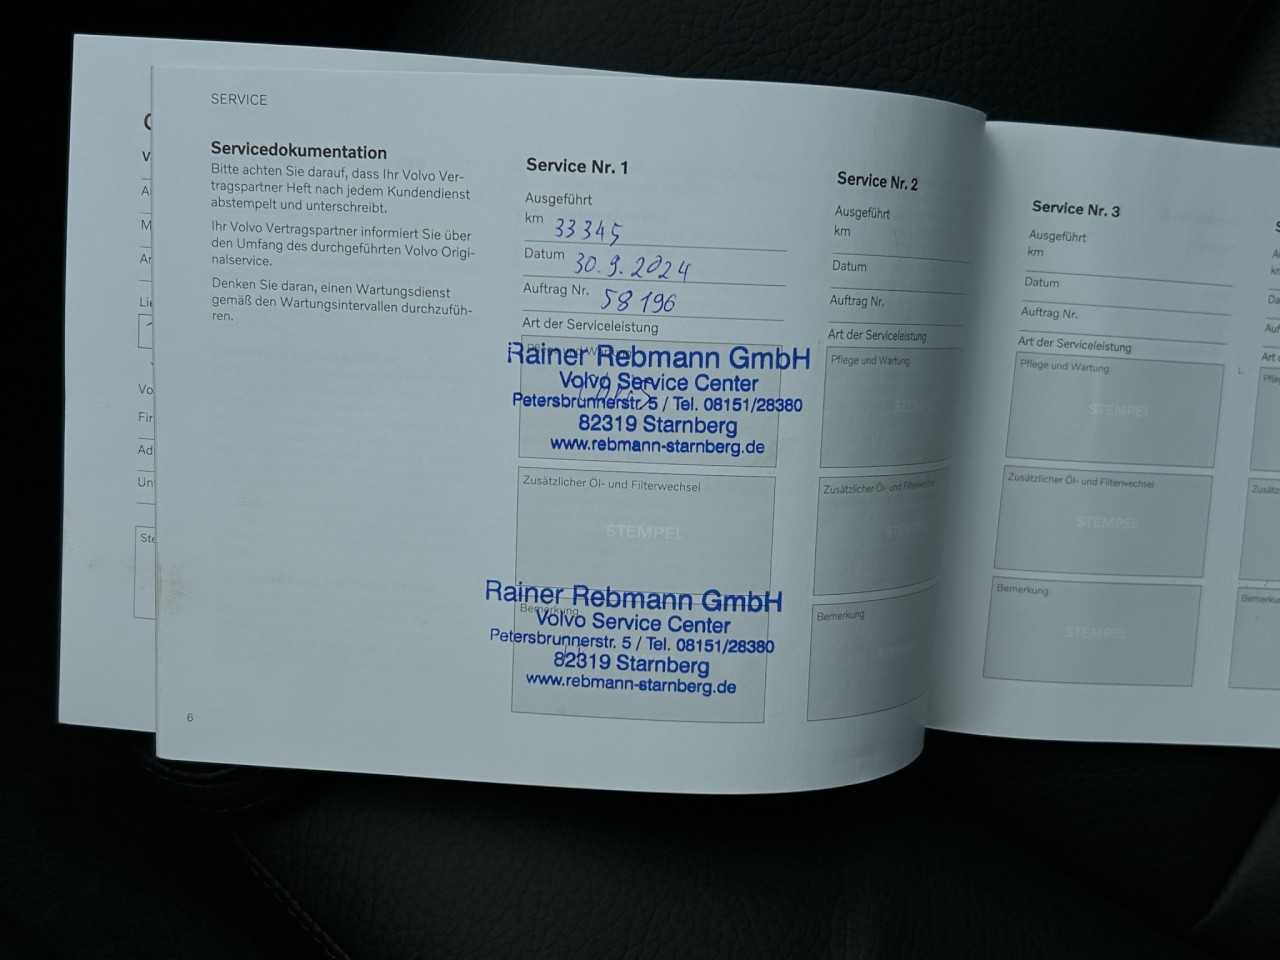 SERVICE
Servicedokumentation
Bitte achten Sie darauf, dass Ihr Volvo Ver-
tragspartner Heft nach jedem Kundendienst
abstempelt und unterschreibt.
Ihr Volvo Vertragspartner informiert Sie über
den Umfang des durchgeführten Volvo Origi-
nalservice.
Denken Sie daran, einen Wartungsdienst
gemäß den Wartungsintervallen durchzufüh-
ren.
6
Service Nr. 1
Ausgeführt
km 33345
Datum 30.9.2024
Auftrag Nr. 58196
Art der Serviceleistung
Rainer Rebmann GmbH
Volvo Service Center
Petersbrunnerstr. 5 / Tel. 08151/28380
82319 Starnberg
www.rebmann-starnberg.de
Zusätzlicher Öl- und Filterwechsel
STEMPEL
Bemerkung
Rainer Rebmann GmbH
Volvo Service Center
Petersbrunnerstr. 5 / Tel. 08151/28380
82319 Starnberg
www.rebmann-starnberg.de
Service Nr. 2
Ausgeführt
km
Datum
Auftrag Nr.
Art der Serviceleistung
Pflege und Wartung
Zusätzlicher Öl- und Filterwechsel
Bemerkung
Service Nr. 3
Ausgeführt
km
Datum
Auftrag Nr.
Art der Serviceleistung
Pflege und Wartung
STEMPEL
Zusätzlicher Öl- und Filterwechsel
STEMPEL
Bemerkung
STEMPEL